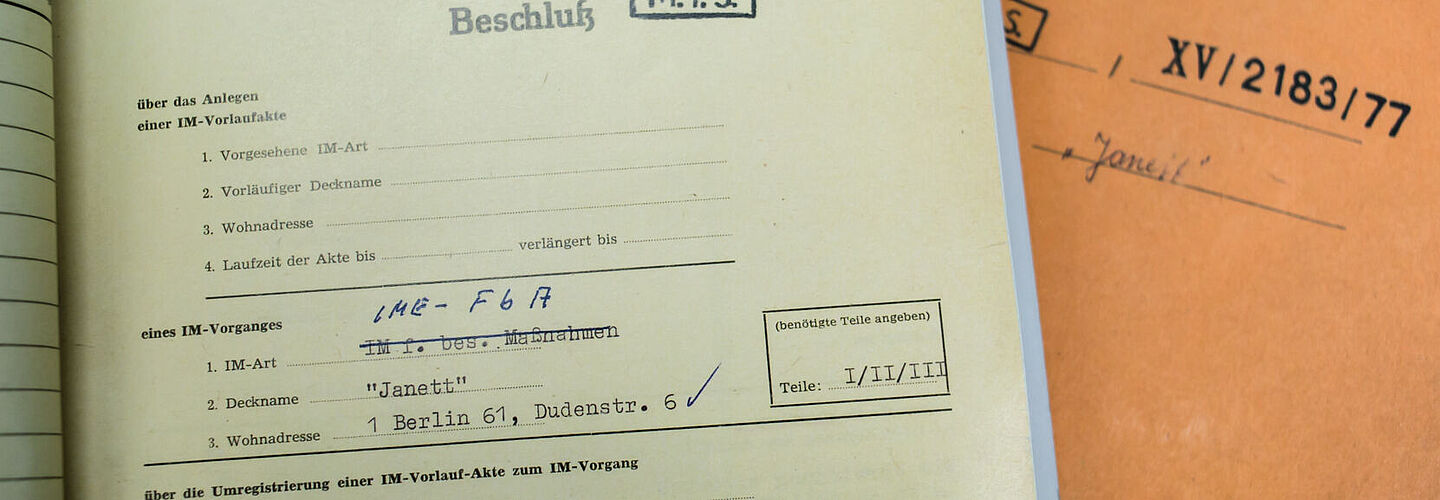 Beschluß
über das Anlegen
einer IM-Vorlaufakte
1. Vorgesehene IM-Art
2. Vorläufiger Deckname
3. Wohnadresse
4. Laufzeit der Akte bis verlängert bis
eines IM-Vorganges
IME - F6A
1. IM-Art IM f. bes. Maßnahmen
2. Deckname "Janett"
3. Wohnadresse 1 Berlin 61, Dudenstr. 6
(benötigte Teile angeben)
Teile: I/II/III
über die Umregistrierung einer IM-Vorlauf-Akte zum IM-Vorgang
S.
/ XV/2183/77
"Janett"